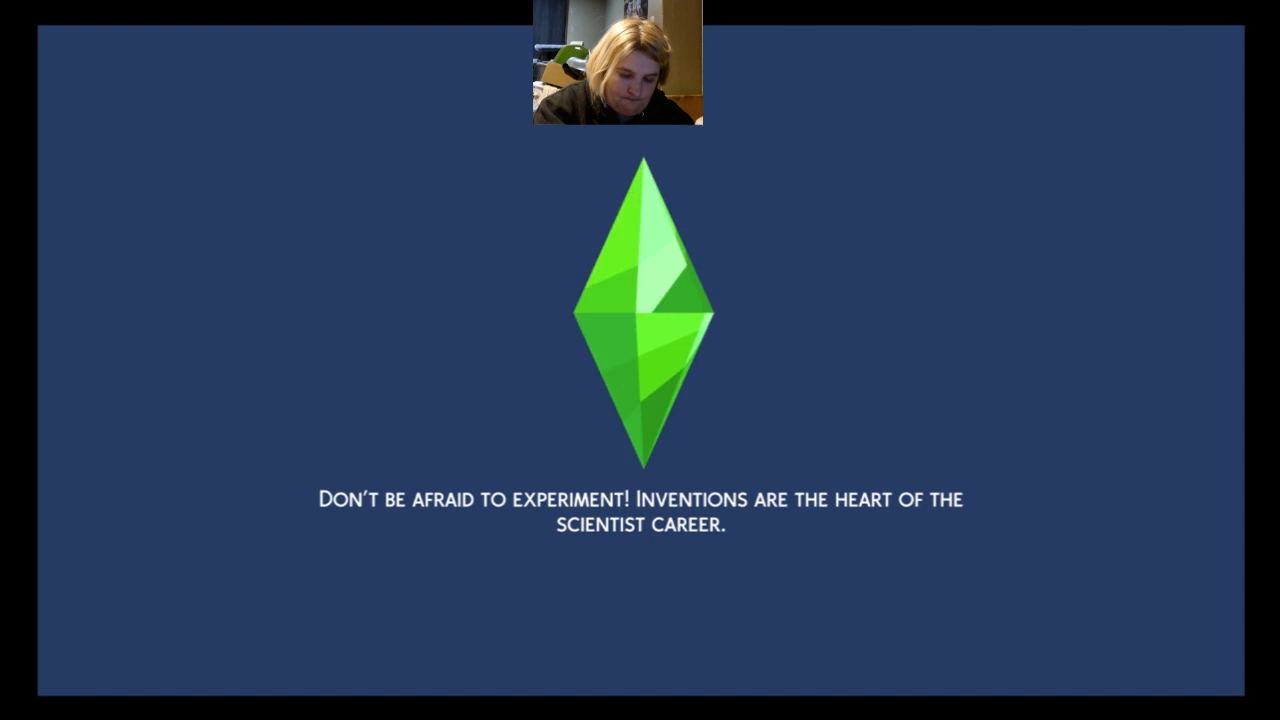 Don't be afraid to experiment! Inventions are the heart of the
scientist career.